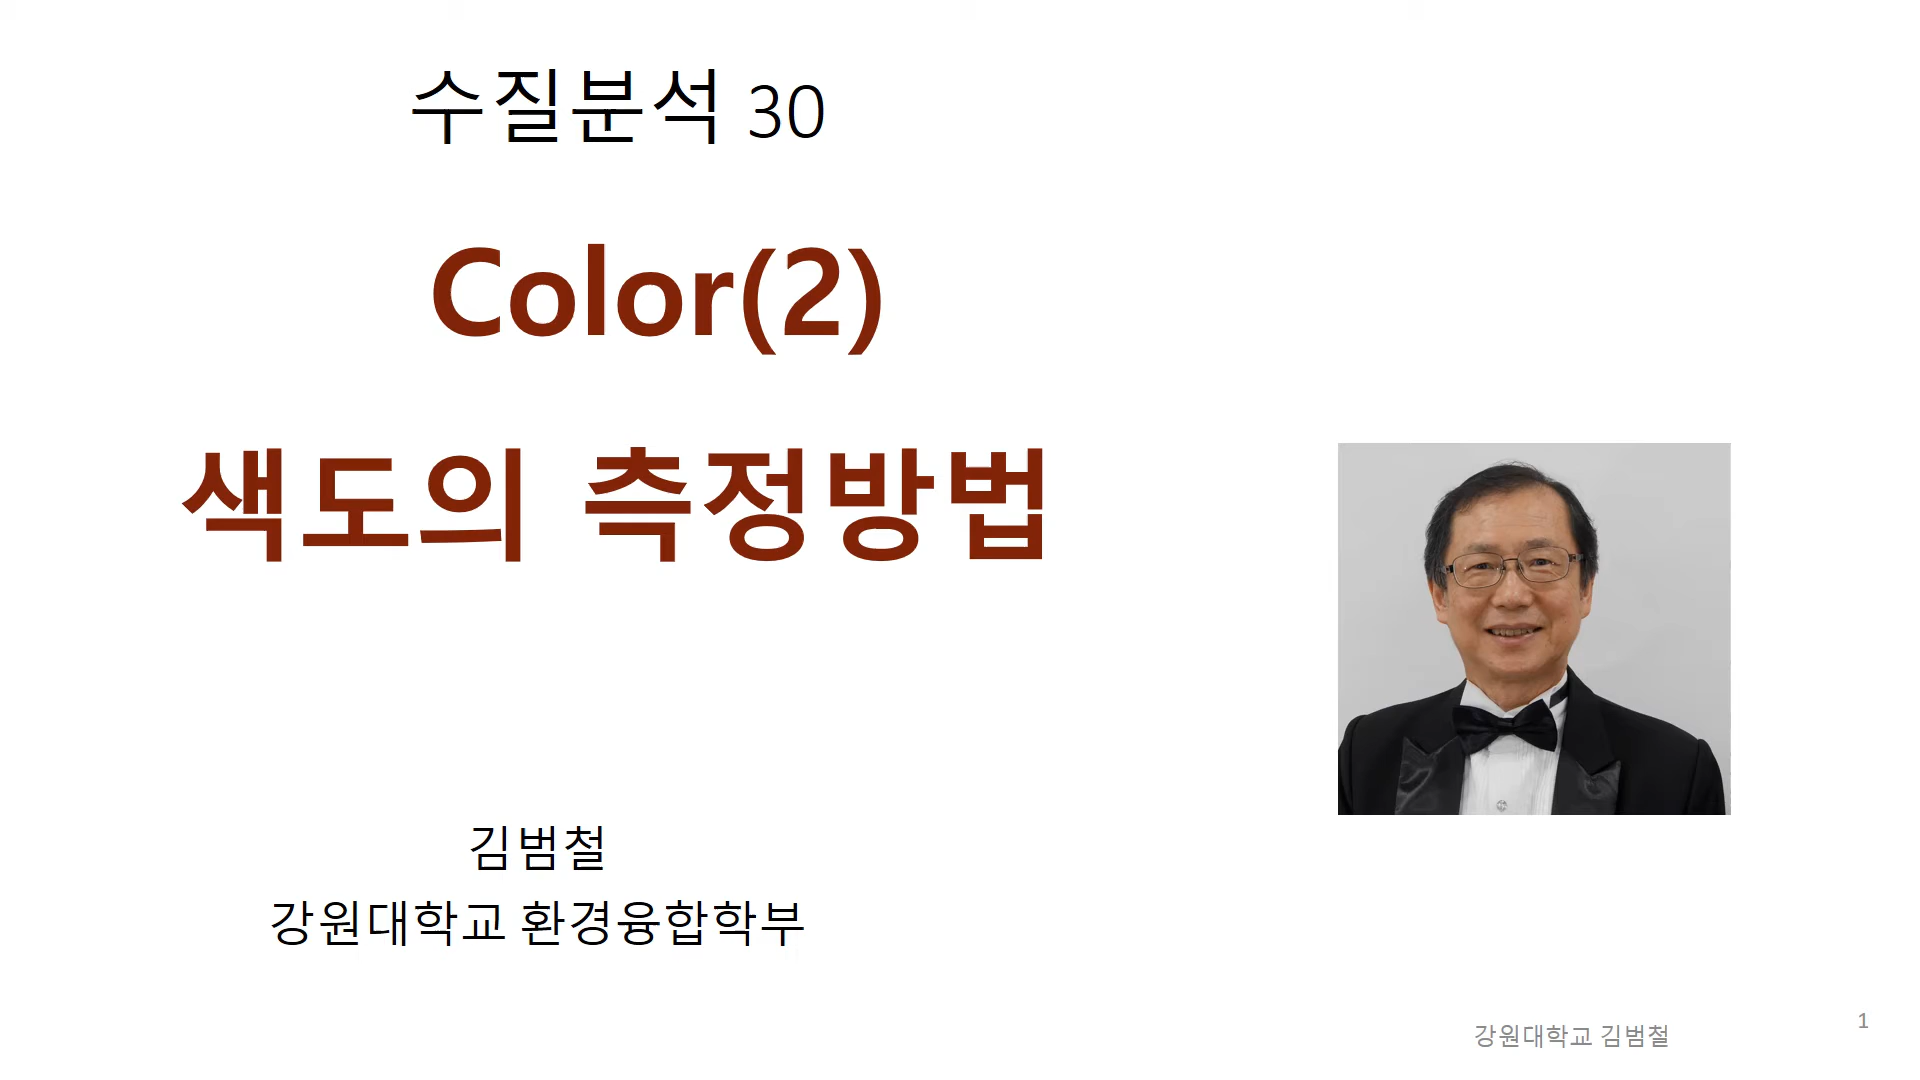 수질분석 30
Color(2)
색도의 측정방법
김범철
강원대학교 환경융합학부
강원대학교 김범철
1